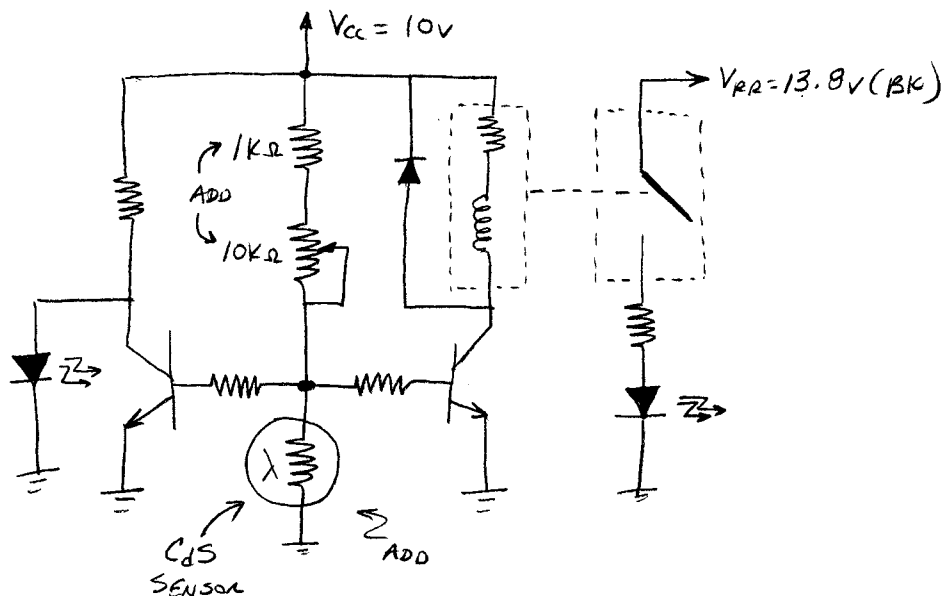 Vcc = 10V
VRR = 13.8V (BK)
1KΩ
ADD
10KΩ
λ
CdS
SENSOR
ADD